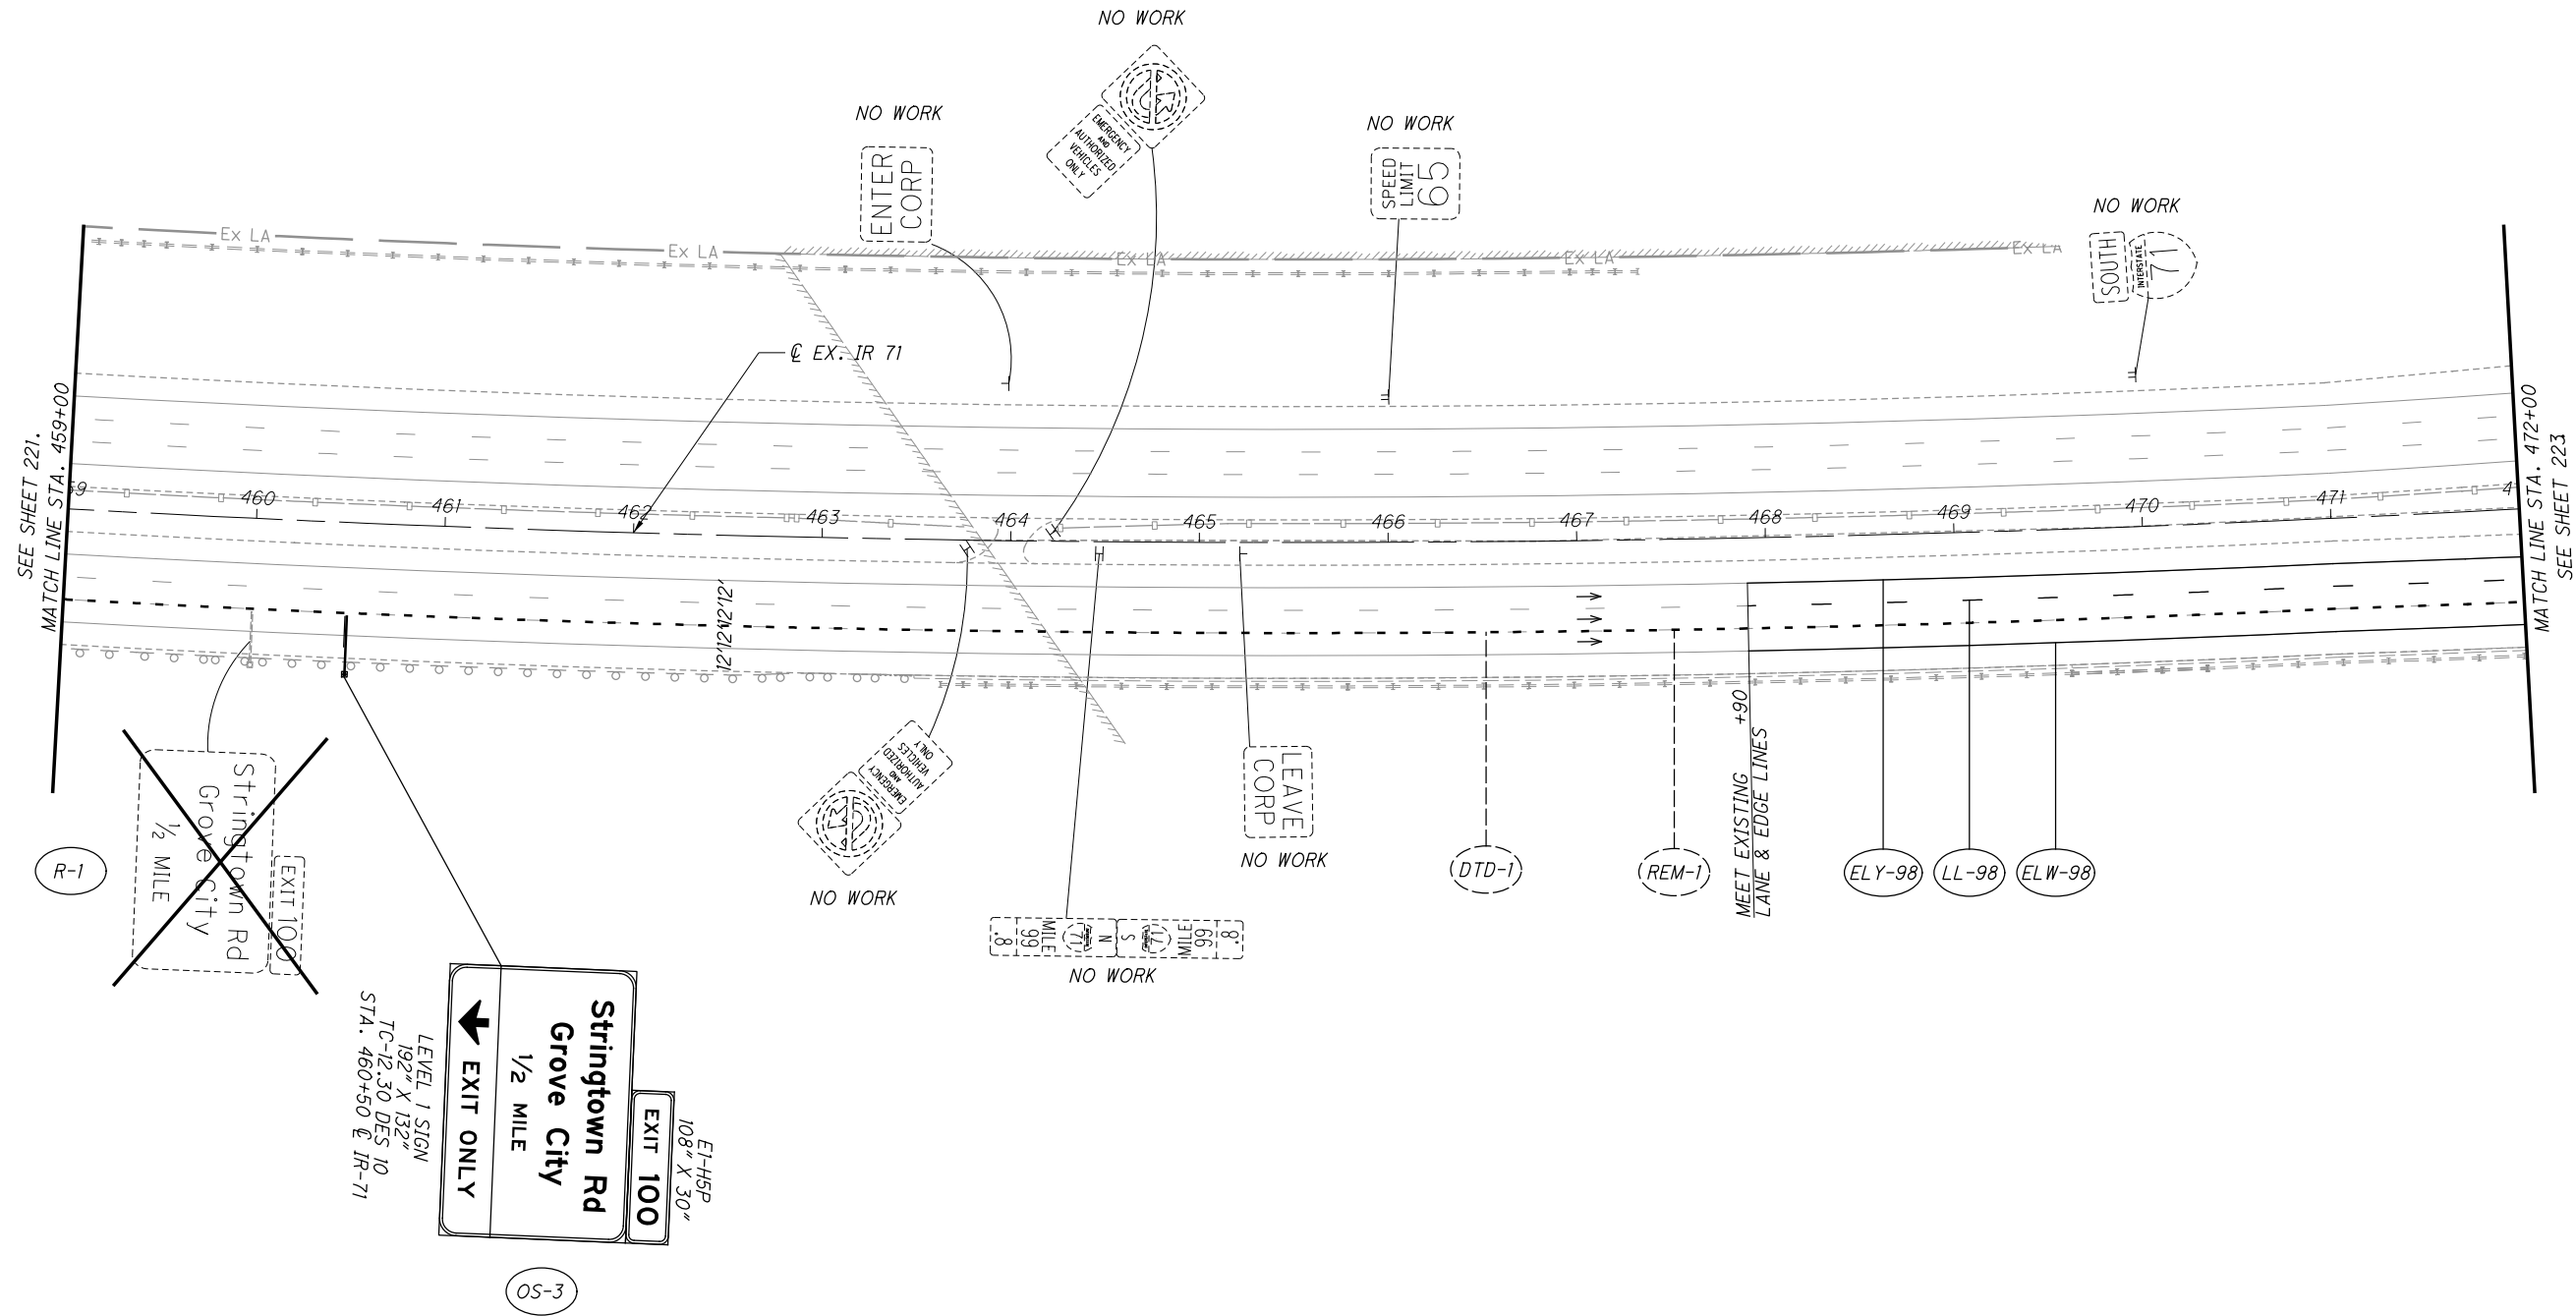 NO WORK
NO WORK
ENTER
CORP
EMERGENCY
AND
AUTHORIZED
VEHICLES
ONLY
NO WORK
SPEED
LIMIT
65
NO WORK
SOUTH
INTERSTATE
71
Ex LA
Ex LA
Ex LA
Ex LA
Ex LA
℄ EX. IR 71
SEE SHEET 221.
MATCH LINE STA. 459+00
MATCH LINE STA. 472+00
SEE SHEET 223
59
460
461
462
463
464
465
466
467
468
469
470
471
4
12'
12'
12'
12'
12'
R-1
Stringtown Rd
Grove City
1/2 MILE
EXIT 100
EMERGENCY
AND
AUTHORIZED
VEHICLES
ONLY
NO WORK
LEAVE
CORP
NO WORK
.8
99
MILE
71
N
S
71
MILE
99
.8
NO WORK
DTD-1
REM-1
+90
MEET EXISTING
LANE & EDGE LINES
ELY-98
LL-98
ELW-98
E1-H5P
108" X 30"
EXIT 100
Stringtown Rd
Grove City
1/2 MILE
EXIT ONLY
LEVEL 1 SIGN
192" X 132"
TC-12.30 DES 10
STA. 460+50 ℄ IR-71
OS-3